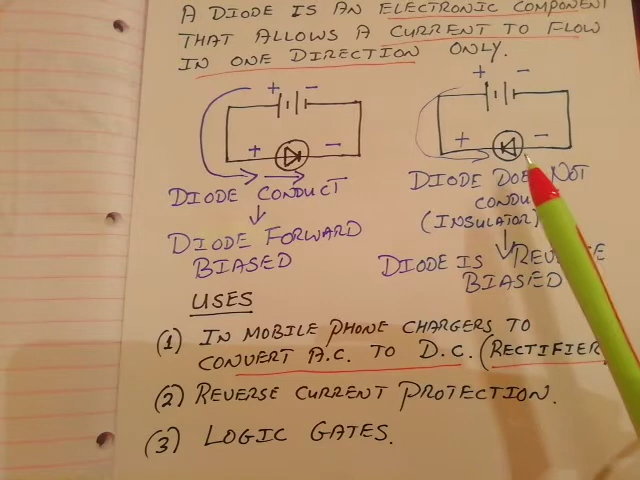 A DIODE IS AN ELECTRONIC COMPONENT
THAT ALLOWS A CURRENT TO FLOW
IN ONE DIRECTION ONLY.
+ -
+ -
+ -
+ -
DIODE CONDUCT
DIODE FORWARD
BIASED
DIODE DOES NOT
CONDU
(INSULATOR)
DIODE IS REVERSE
BIASED
USES
(1) IN MOBILE PHONE CHARGERS TO
CONVERT A.C. TO D.C. (RECTIFIER
(2) REVERSE CURRENT PROTECTION.
(3) LOGIC GATES.